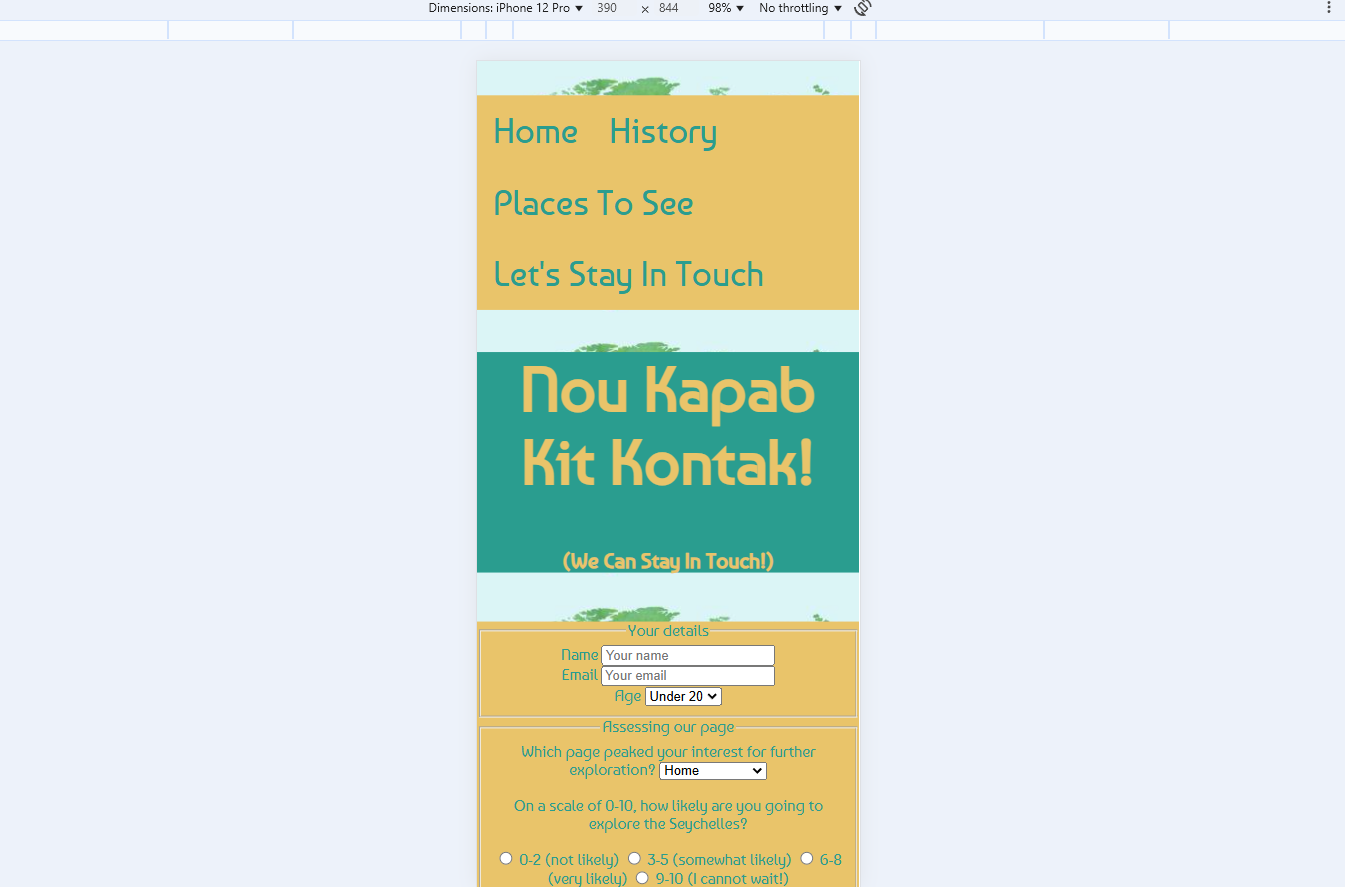 Dimensions: iPhone 12 Pro 390 x 844 98% No throttling
Home History
Places To See
Let's Stay In Touch
Nou Kapab
Kit Kontak!
(We Can Stay In Touch!)
Your details
Name Your name
Email Your email
Age Under 20
Assessing our page
Which page peaked your interest for further
exploration? Home
On a scale of 0-10, how likely are you going to
explore the Seychelles?
0-2 (not likely) 3-5 (somewhat likely) 6-8
(very likely) 9-10 (I cannot wait!)